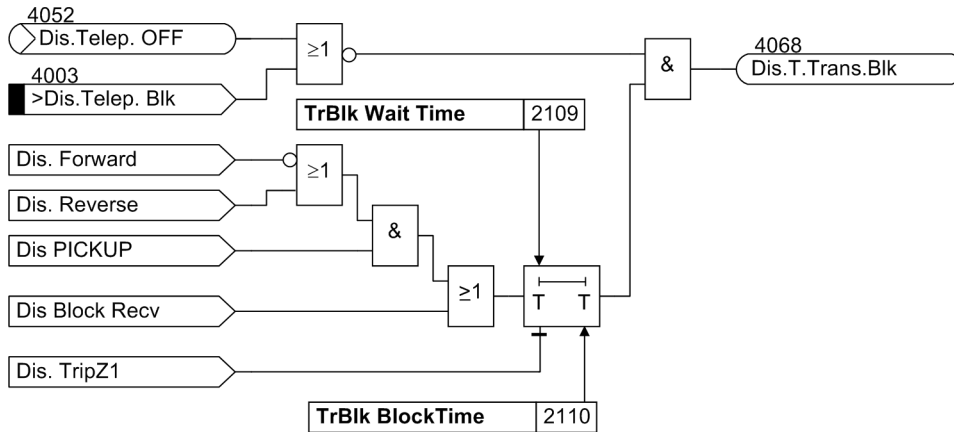 4052
Dis.Telep. OFF
≥1
&
4068
Dis.T.Trans.Blk
4003
>Dis.Telep. Blk
TrBlk Wait Time 2109
Dis. Forward
≥1
Dis. Reverse
&
Dis PICKUP
≥1
T T
Dis Block Recv
Dis. TripZ1
TrBlk BlockTime 2110